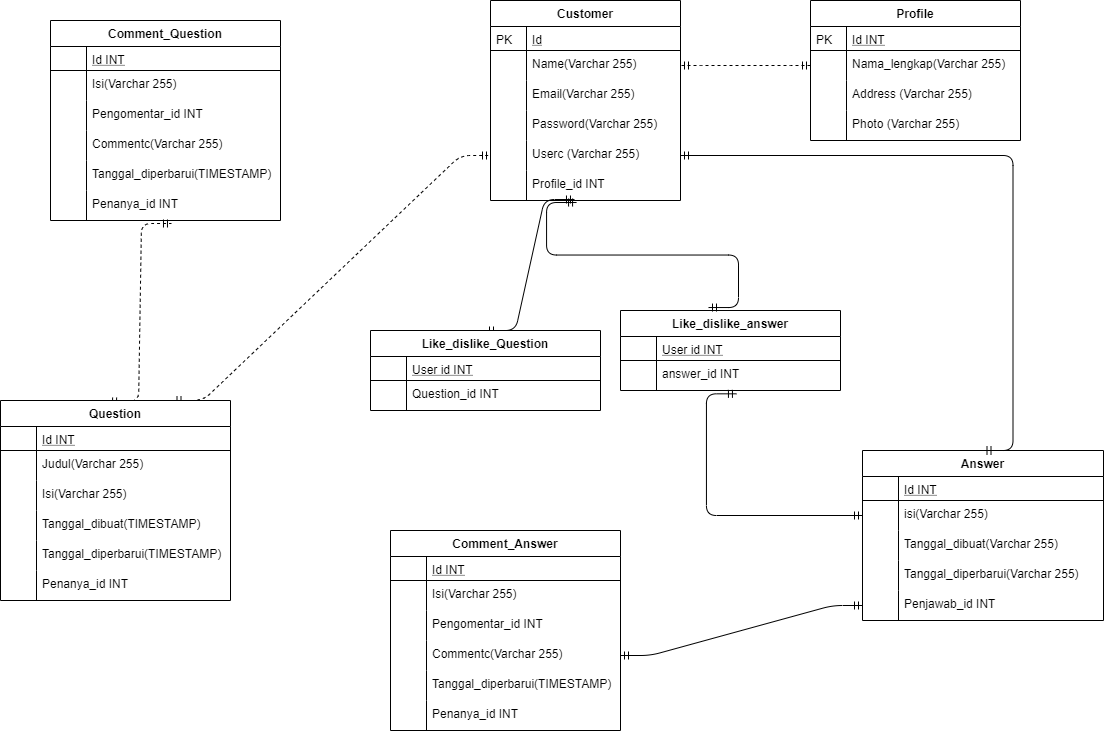 Comment_Question
Id INT
Isi(Varchar 255)
Pengomentar_id INT
Commentc(Varchar 255)
Tanggal_diperbarui(TIMESTAMP)
Penanya_id INT
Customer
PK Id
Name(Varchar 255)
Email(Varchar 255)
Password(Varchar 255)
Userc (Varchar 255)
Profile_id INT
Profile
PK Id INT
Nama_lengkap(Varchar 255)
Address (Varchar 255)
Photo (Varchar 255)
Like_dislike_Question
User id INT
Question_id INT
Like_dislike_answer
User id INT
answer_id INT
Question
Id INT
Judul(Varchar 255)
Isi(Varchar 255)
Tanggal_dibuat(TIMESTAMP)
Tanggal_diperbarui(TIMESTAMP)
Penanya_id INT
Answer
Id INT
isi(Varchar 255)
Tanggal_dibuat(Varchar 255)
Tanggal_diperbarui(Varchar 255)
Penjawab_id INT
Comment_Answer
Id INT
Isi(Varchar 255)
Pengomentar_id INT
Commentc(Varchar 255)
Tanggal_diperbarui(TIMESTAMP)
Penanya_id INT